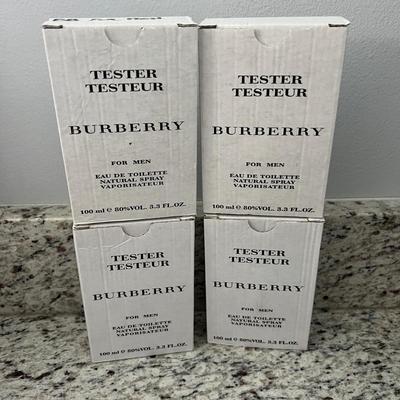 TESTER
TESTEUR
BURBERRY
FOR MEN
EAU DE TOILETTE
NATURAL SPRAY
VAPORISATEUR
100 ml e 80%VOL. 3.3 FL.OZ.
TESTER
TESTEUR
BURBERRY
FOR MEN
EAU DE TOILETTE
NATURAL SPRAY
VAPORISATEUR
100 ml e 80%VOL. 3.3 FL.OZ.
TESTER
TESTEUR
BURBERRY
FOR MEN
EAU DE TOILETTE
NATURAL SPRAY
VAPORISATEUR
100 ml e 80%VOL. 3.3 FL.OZ.
TESTER
TESTEUR
BURBERRY
FOR MEN
EAU DE TOILETTE
NATURAL SPRAY
VAPORISATEUR
100 ml e 80%VOL. 3.3 FL.OZ.